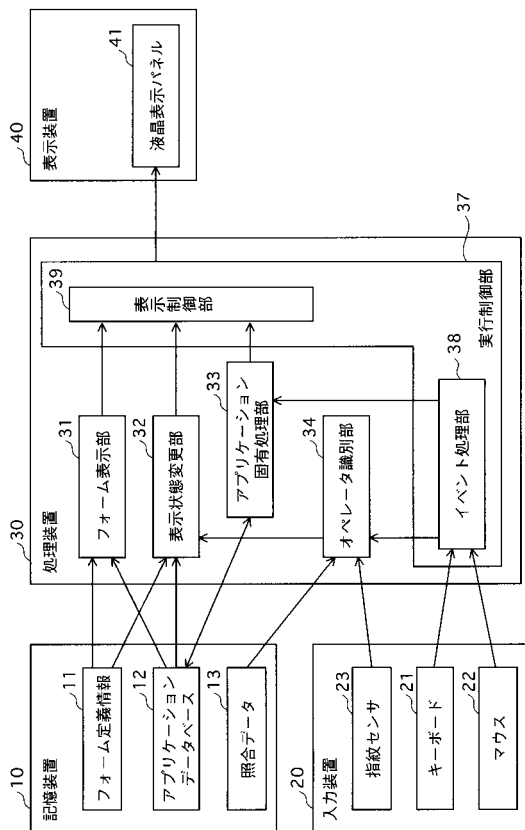 10
記憶装置
11
フォーム定義情報
12
アプリケーション
データベース
13
照合データ
20
入力装置
23
指紋センサ
21
キーボード
22
マウス
30
処理装置
31
フォーム表示部
32
表示状態変更部
33
アプリケーション
固有処理部
34
オペレータ識別部
38
イベント処理部
実行制御部
37
39
表示制御部
40
表示装置
41
液晶表示パネル